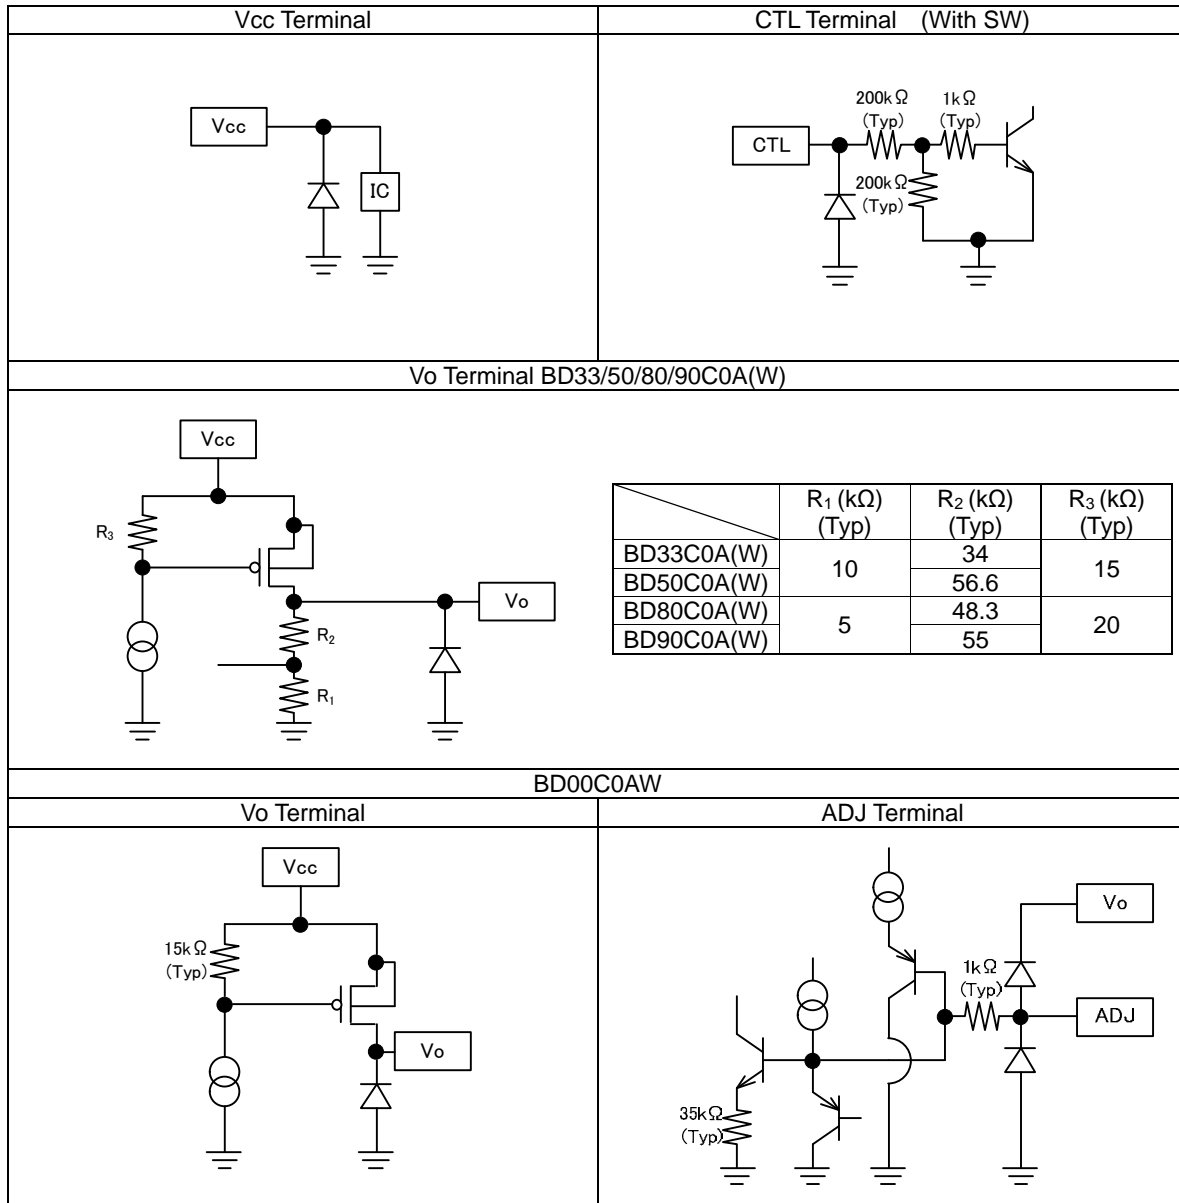 Vcc Terminal
CTL Terminal (With SW)
Vcc
IC
200kΩ
(Typ)
1kΩ
(Typ)
CTL
200kΩ
(Typ)
Vo Terminal BD33/50/80/90C0A(W)
Vcc
R3
Vo
R2
R1
R1 (kΩ) R2 (kΩ) R3 (kΩ)
(Typ) (Typ) (Typ)
BD33C0A(W) 10 34 15
BD50C0A(W) 56.6
BD80C0A(W) 5 48.3 20
BD90C0A(W) 55
BD00C0AW
Vo Terminal
ADJ Terminal
Vcc
15kΩ
(Typ)
Vo
Vo
1kΩ
(Typ)
ADJ
35kΩ
(Typ)